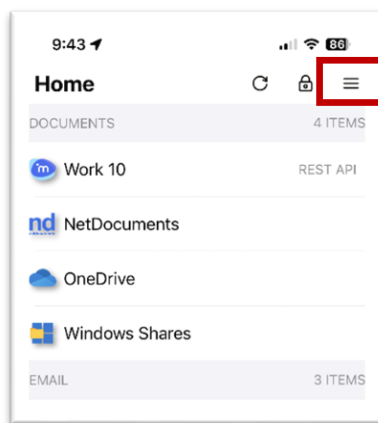 9:43 86
Home
DOCUMENTS 4 ITEMS
m Work 10 REST API
nd NetDocuments
OneDrive
Windows Shares
EMAIL 3 ITEMS